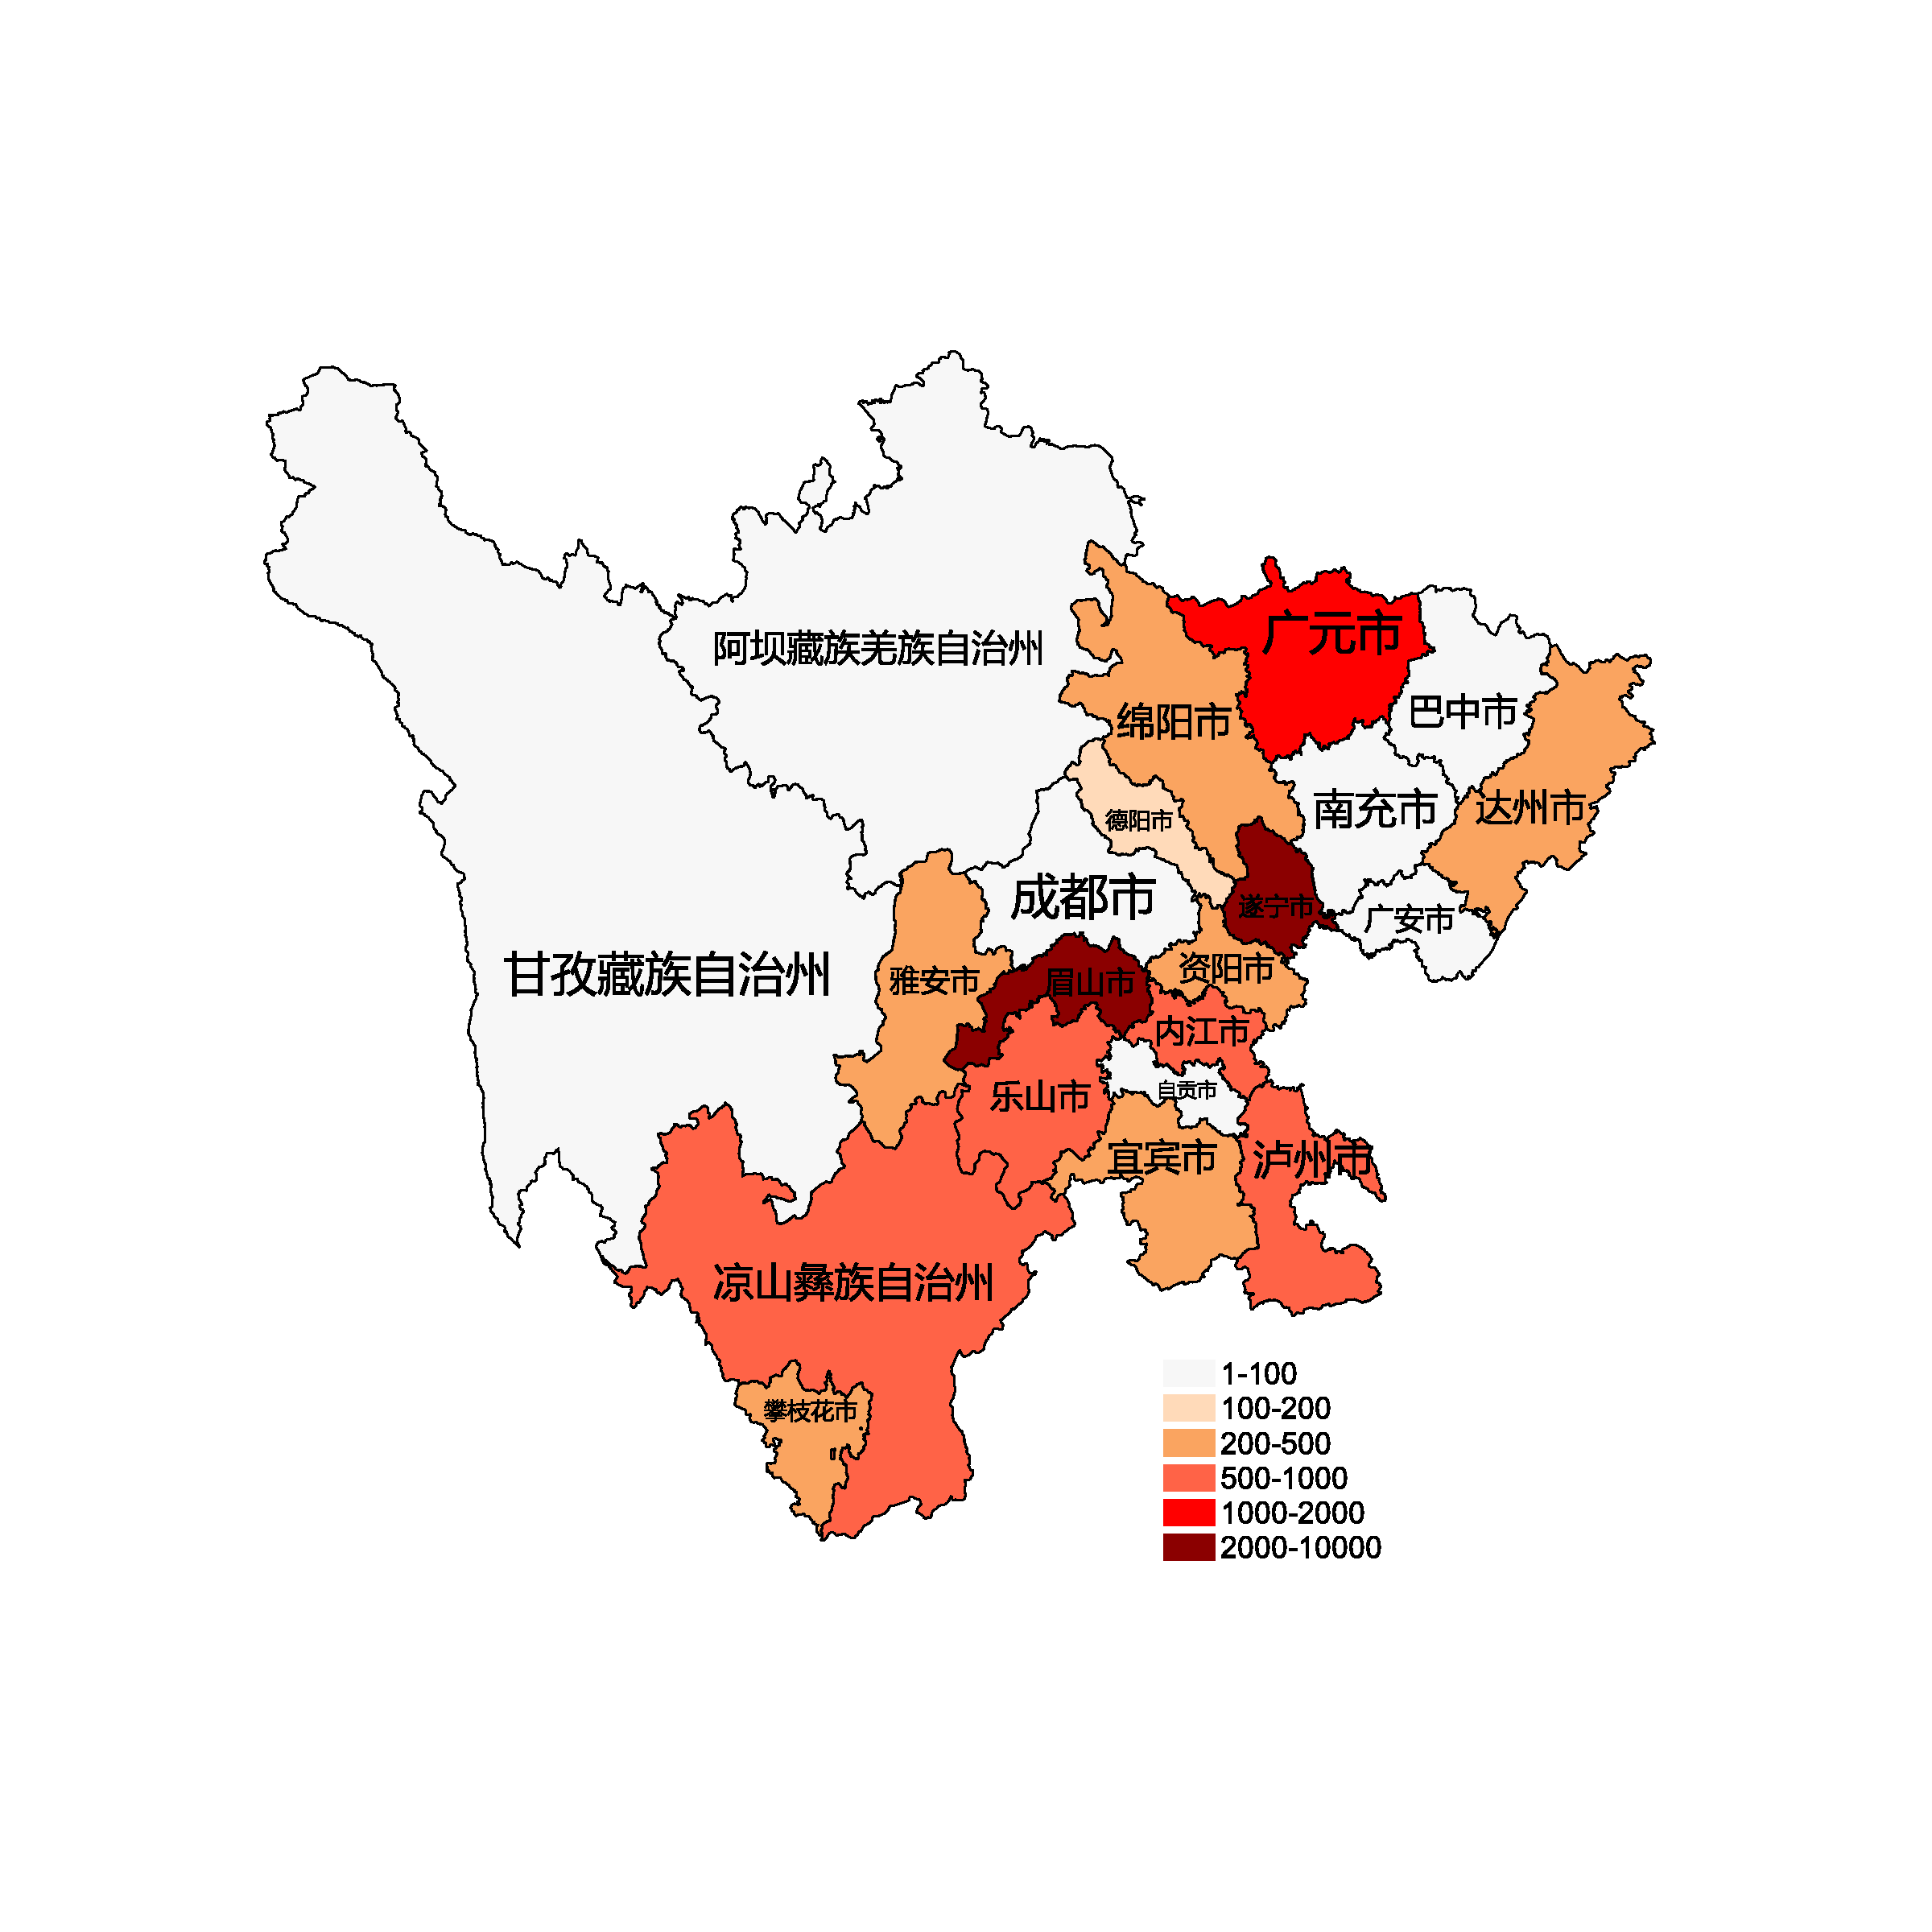 广元市
阿坝藏族羌族自治州
巴中市
绵阳市
南充市
达州市
德阳市
成都市
遂宁市
广安市
甘孜藏族自治州
雅安市
眉山市
资阳市
内江市
自贡市
乐山市
宜宾市
泸州市
凉山彝族自治州
攀枝花市
1-100
100-200
200-500
500-1000
1000-2000
2000-10000